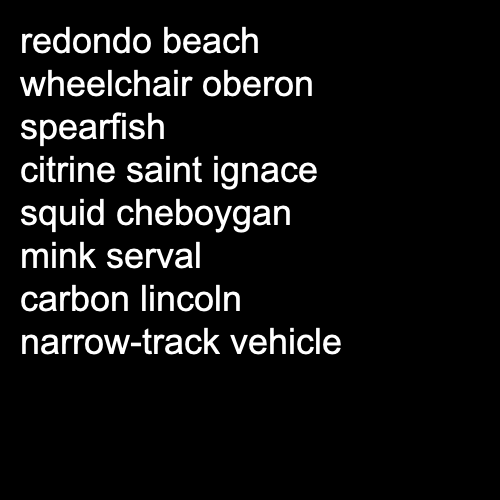 redondo beach
wheelchair oberon
spearfish
citrine saint ignace
squid cheboygan
mink serval
carbon lincoln
narrow-track vehicle